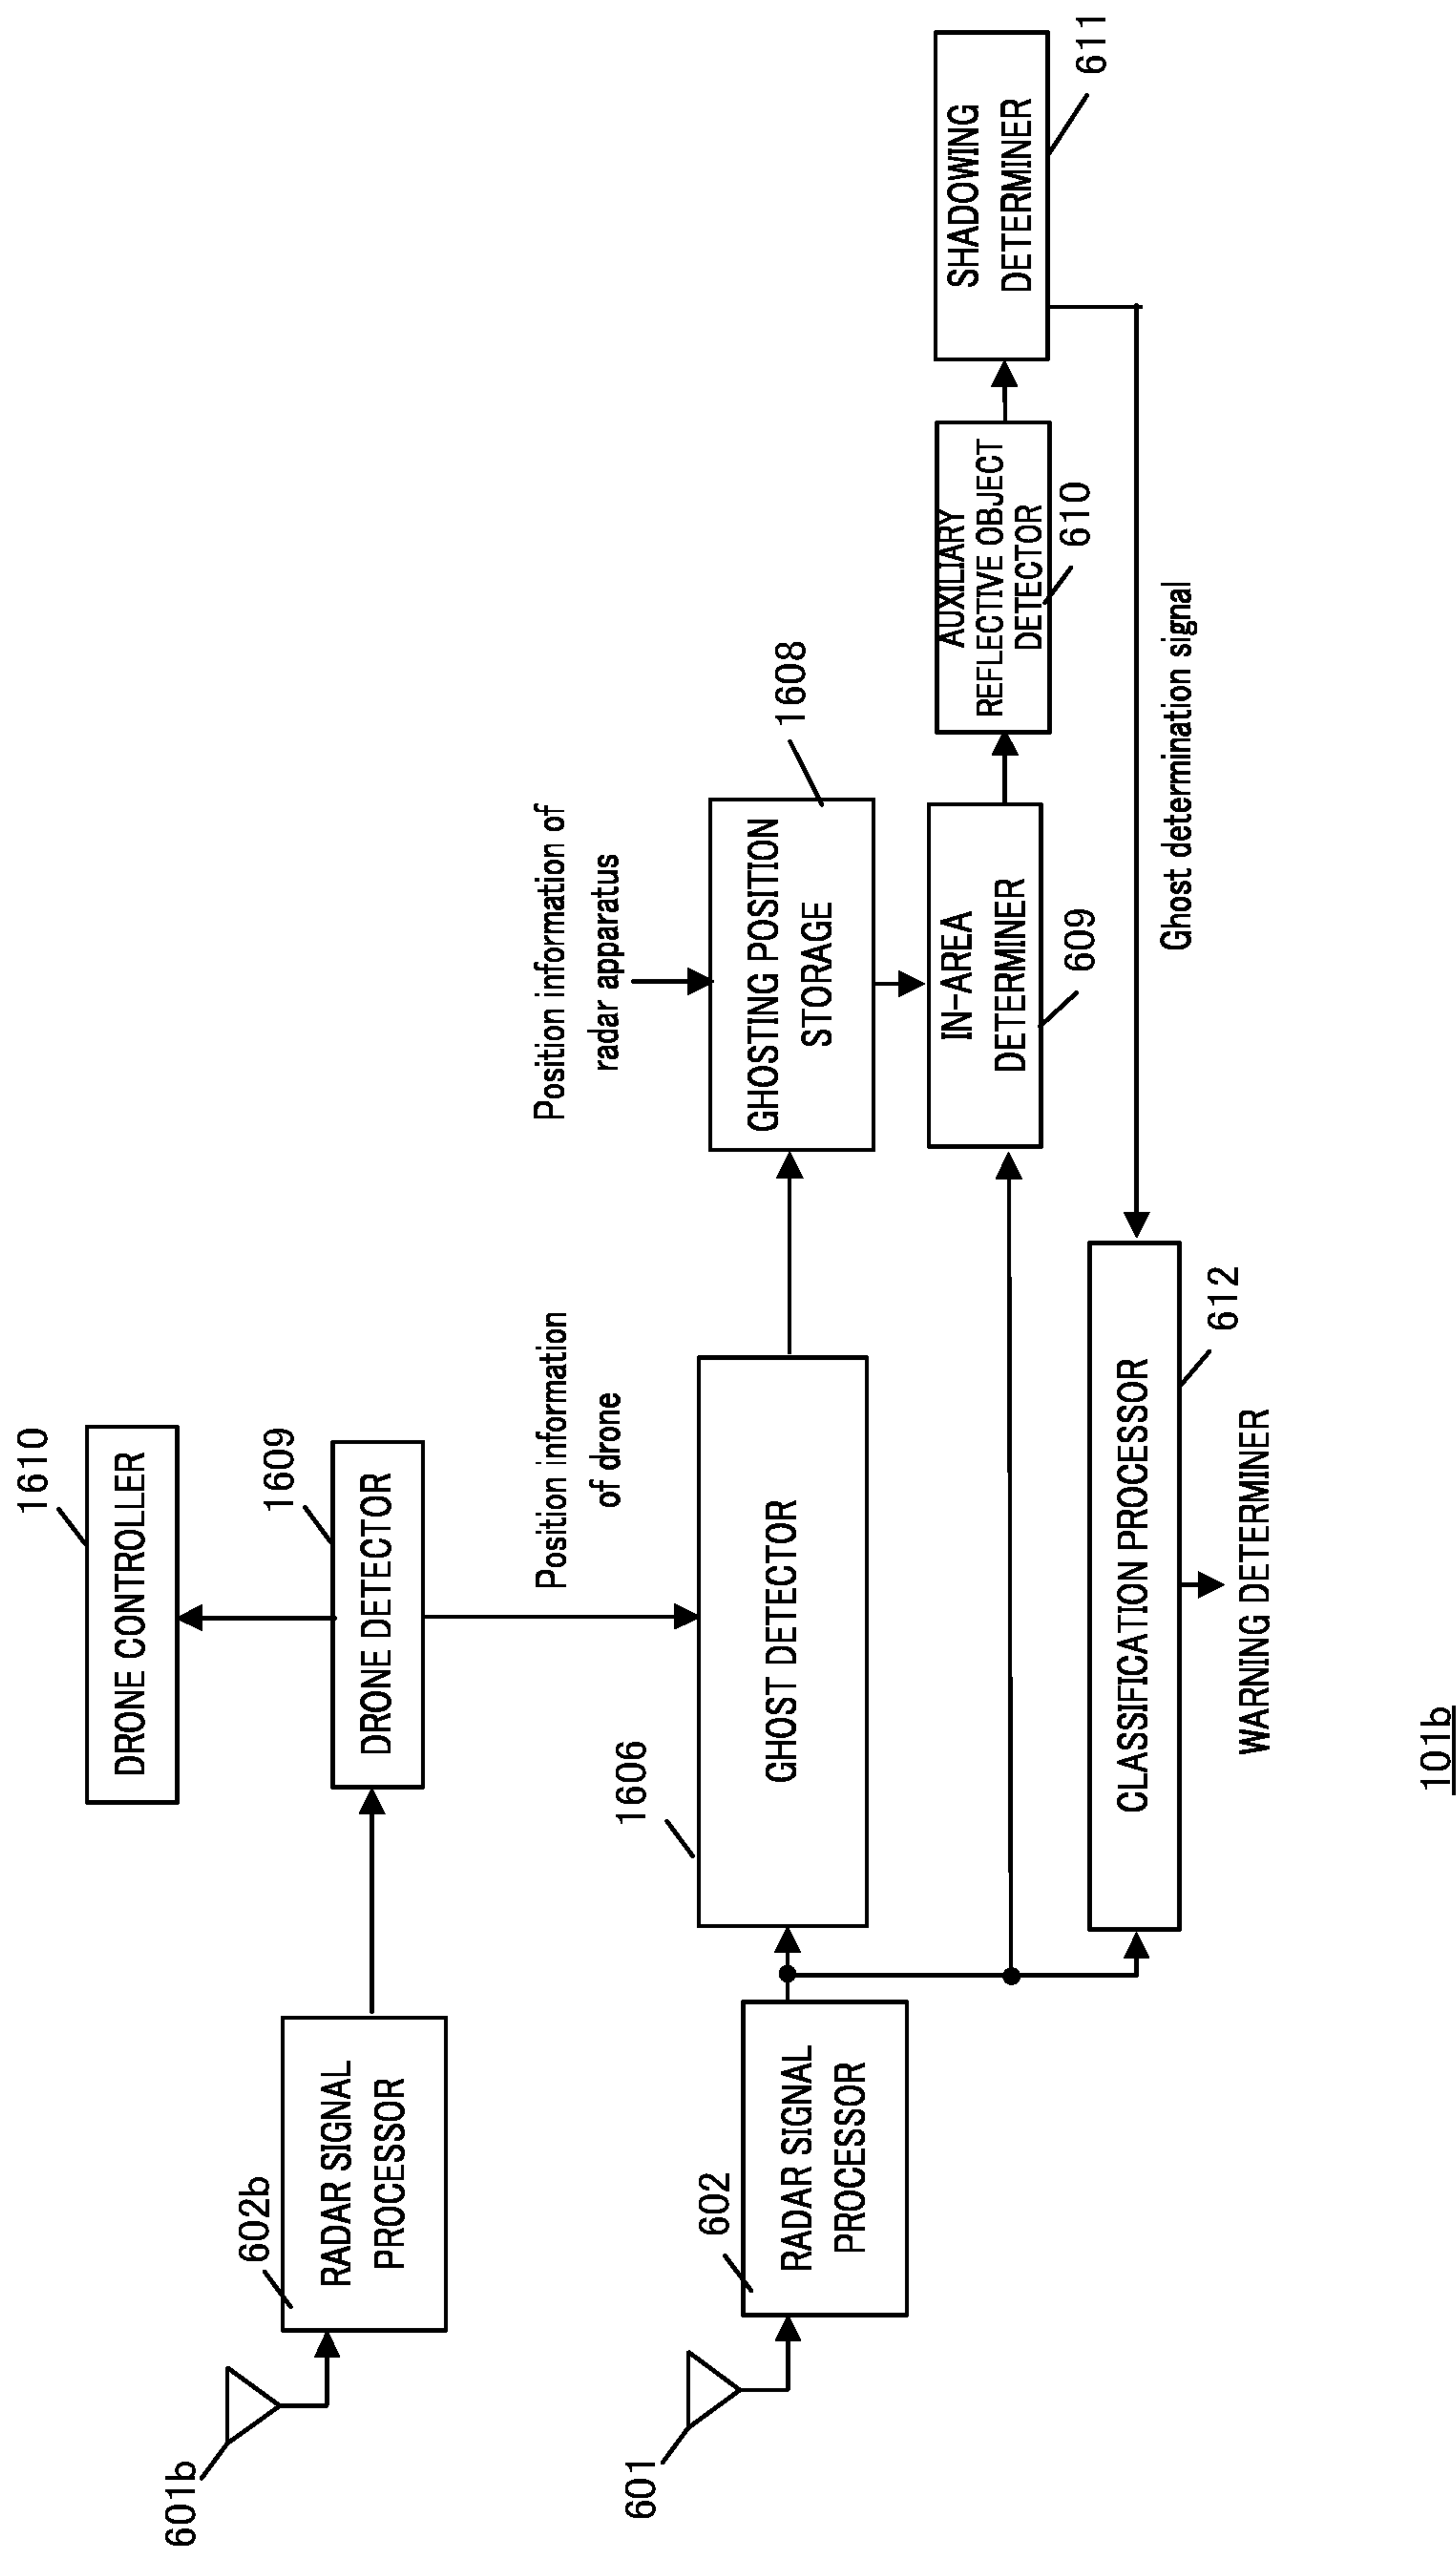 1610
DRONE CONTROLLER
1609
DRONE DETECTOR
602b
RADAR SIGNAL
PROCESSOR
601b
Position information
of drone
Position information of
radar apparatus
1606
GHOST DETECTOR
1608
GHOSTING POSITION
STORAGE
602
RADAR SIGNAL
PROCESSOR
601
IN-AREA
DETERMINER
609
AUXILIARY
REFLECTIVE OBJECT
DETECTOR
610
SHADOWING
DETERMINER
611
Ghost determination signal
CLASSIFICATION PROCESSOR
612
WARNING DETERMINER
101b